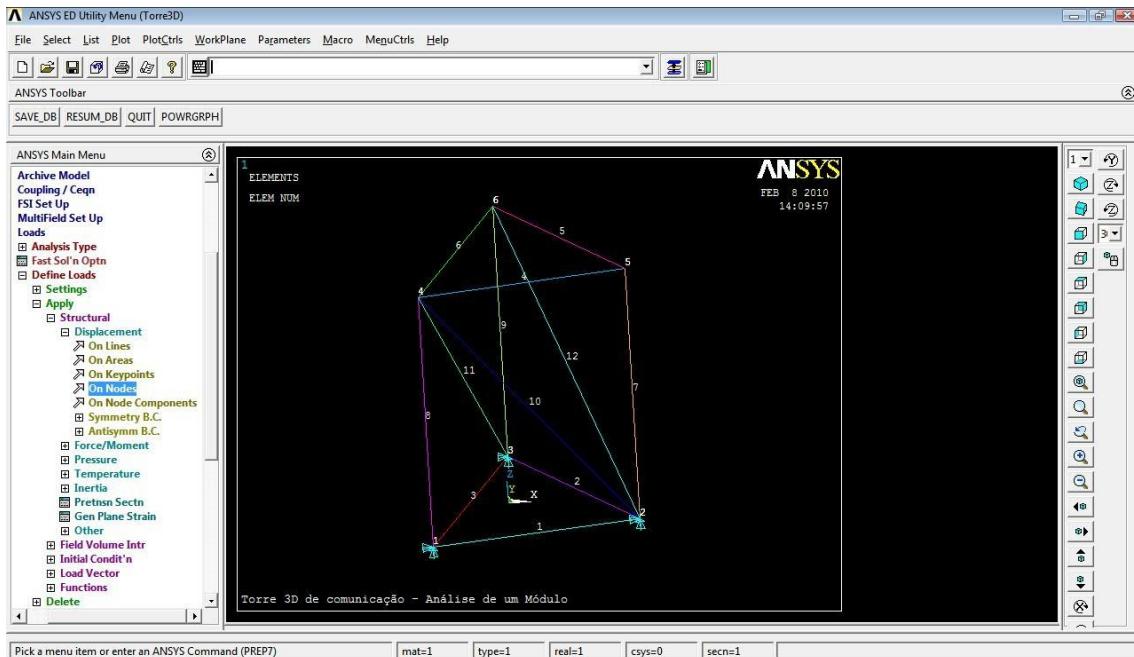 ANSYS ED Utility Menu (Torre3D)
File Select List Plot PlotCtrls WorkPlane Parameters Macro MenuCtrls Help
ANSYS Toolbar
SAVE_DB RESUM_DB QUIT POWRGRPH
ANSYS Main Menu
Archive Model
Coupling / Ceqn
FSI Set Up
MultiField Set Up
Loads
Analysis Type
Fast Sol'n Optn
Define Loads
Settings
Apply
Structural
Displacement
On Lines
On Areas
On Keypoints
On Nodes
On Node Components
Symmetry B.C.
Antisymm B.C.
Force/Moment
Pressure
Temperature
Inertia
Pretnsn Sectn
Gen Plane Strain
Other
Field Volume Intr
Initial Condit'n
Load Vector
Functions
Delete
1
ELEMENTS
ELEM NUM
ANSYS
FEB 8 2010
14:09:57
6
6
5
4
5
4
9
12
11
7
10
8
3
Z
2
Y
X
3
2
1
1
Torre 3D de comunicação - Análise de um Módulo
1
Y
Z
Z
Pick a menu item or enter an ANSYS Command (PREP7)
mat=1
type=1
real=1
csys=0
secn=1